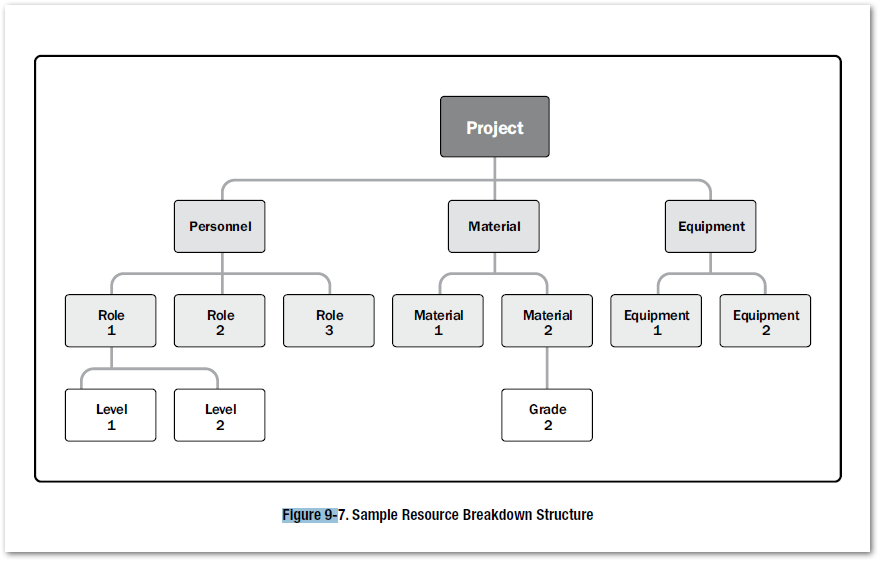 Project
Personnel
Material
Equipment
Role
1
Role
2
Role
3
Material
1
Material
2
Equipment
1
Equipment
2
Level
1
Level
2
Grade
2
Figure 9-7. Sample Resource Breakdown Structure